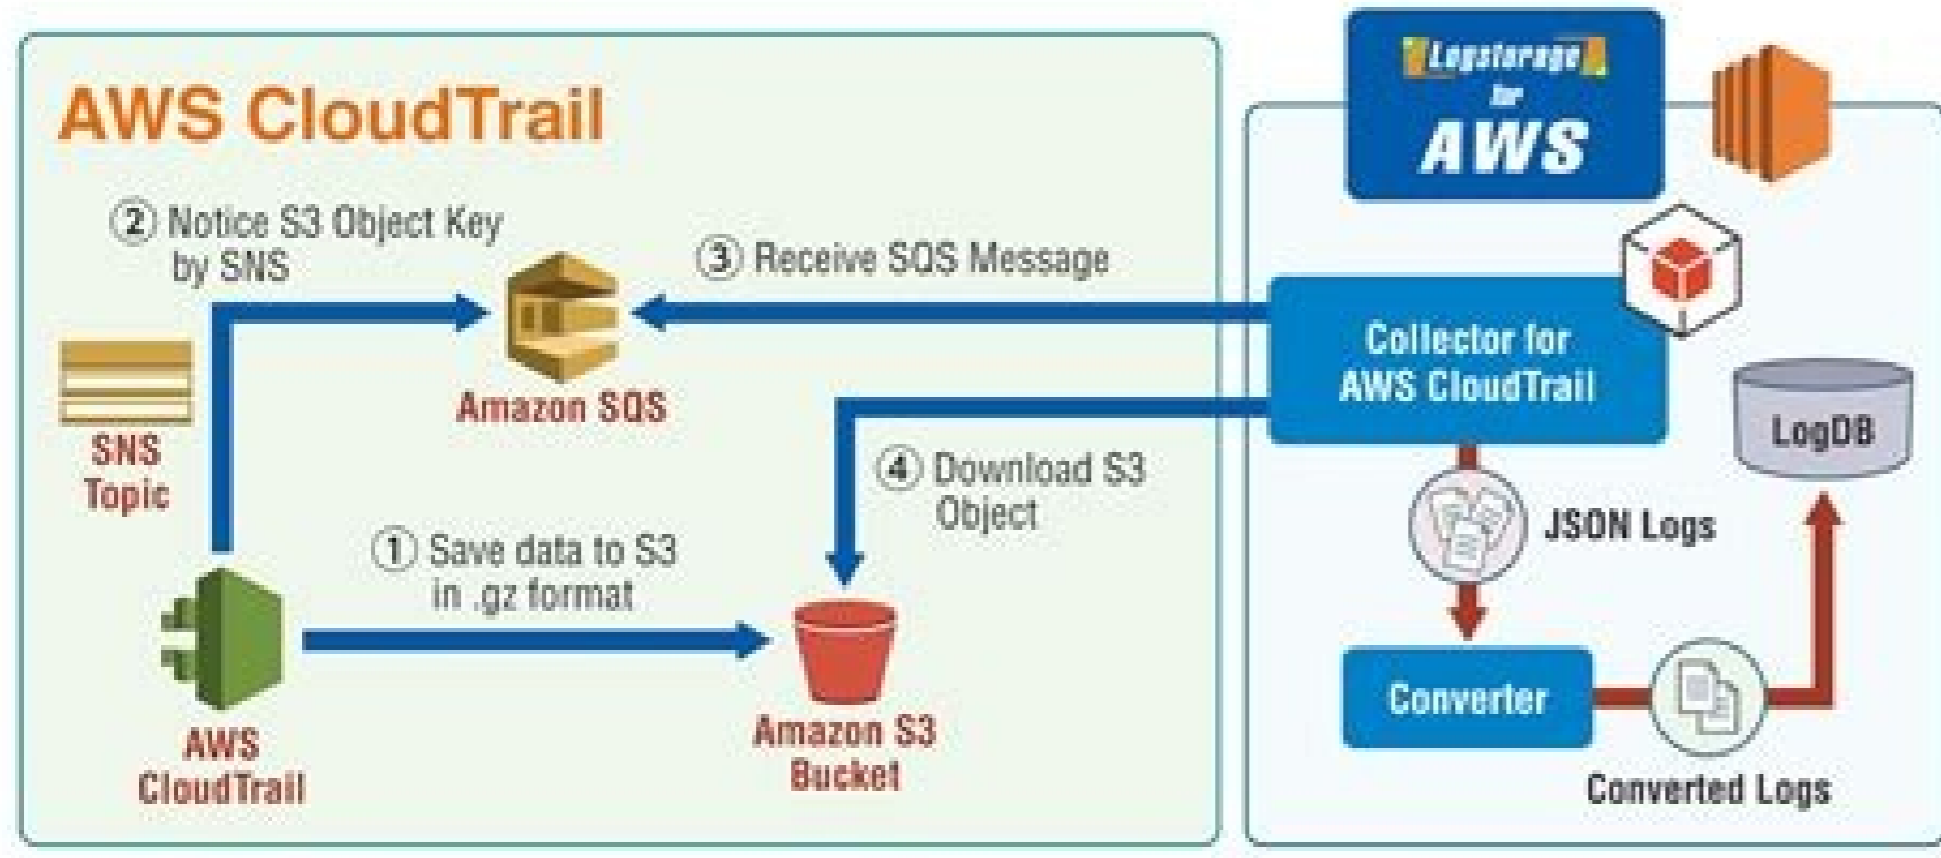 AWS CloudTrail
② Notice S3 Object Key
by SNS
③ Receive SQS Message
Amazon SQS
SNS
Topic
④ Download S3
Object
① Save data to S3
in .gz format
AWS
CloudTrail
Amazon S3
Bucket
Logstorage
for
AWS
Collector for
AWS CloudTrail
LogDB
JSON Logs
Converter
Converted Logs